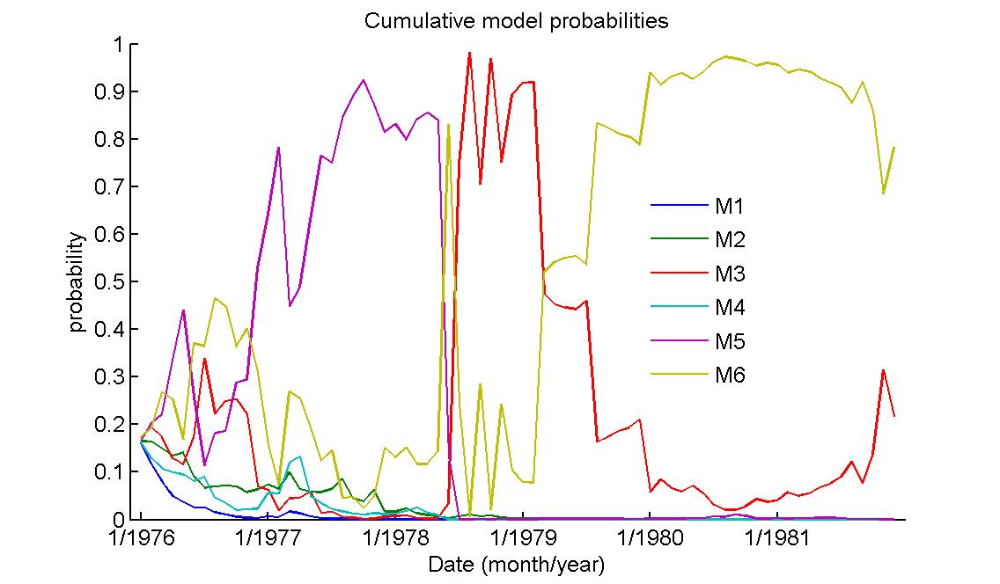 Cumulative model probabilities
1
0.9
0.8
0.7
0.6
0.5
0.4
0.3
0.2
0.1
0
probability
M1
M2
M3
M4
M5
M6
1/1976 1/1977 1/1978 1/1979 1/1980 1/1981
Date (month/year)